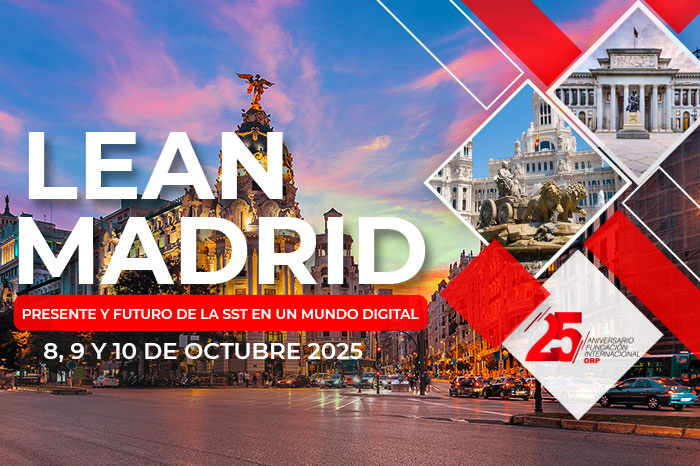 LEAN
MADRID
PRESENTE Y FUTURO DE LA SST EN UN MUNDO DIGITAL
8, 9 Y 10 DE OCTUBRE 2025
25
ANIVERSARIO
FUNDACIÓN
INTERNACIONAL
ORP